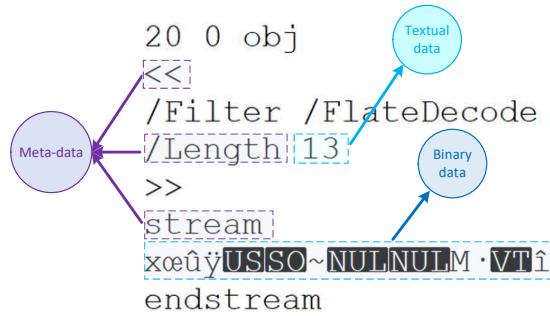 20 0 obj
Textual
data
<<
/Filter /FlateDecode
Meta-data
/Length 13
Binary
data
>>
stream
xœûÿUSSO~NULNULM·VTî
endstream